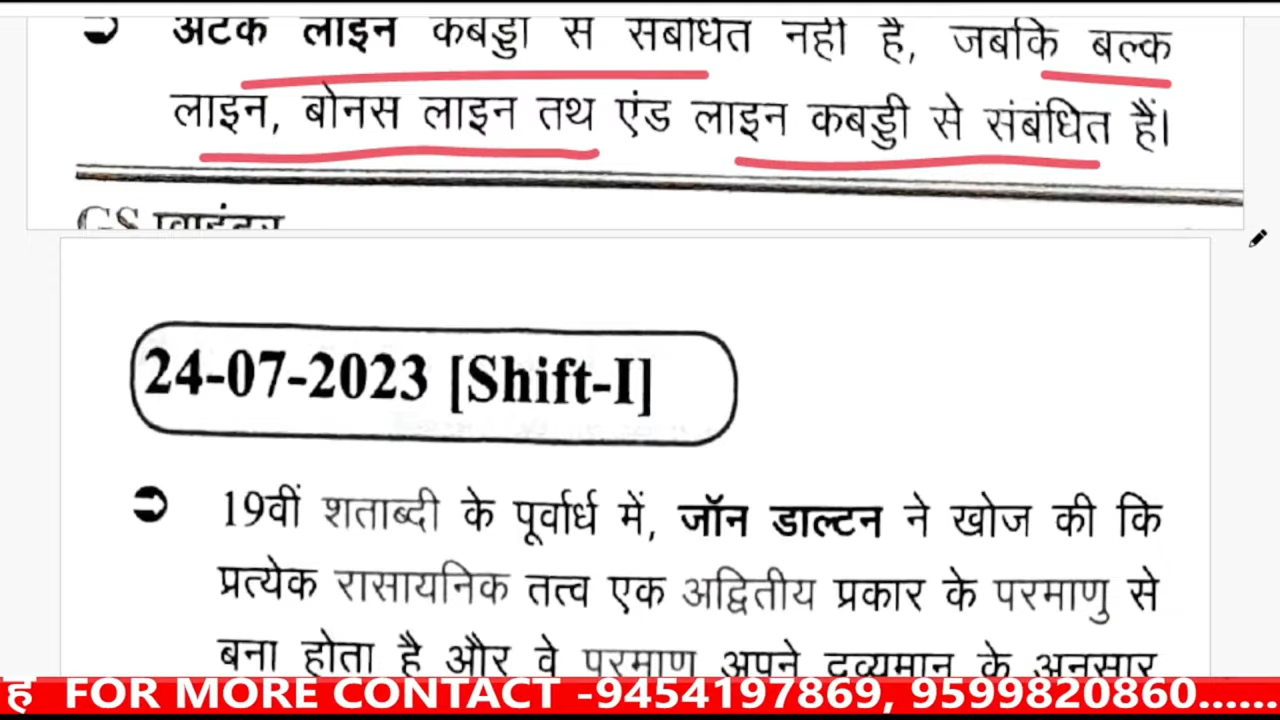 अटैक लाइन कबड्डी से संबंधित नहीं है, जबकि बल्क
लाइन, बोनस लाइन तथ एंड लाइन कबड्डी से संबंधित हैं।
GS प्वाइंटर
24-07-2023 [Shift-I]
➲ 19वीं शताब्दी के पूर्वार्ध में, जॉन डाल्टन ने खोज की कि
प्रत्येक रासायनिक तत्व एक अद्वितीय प्रकार के परमाणु से
बना होता है और वे परमाणु अपने द्रव्यमान के अनुसार
है FOR MORE CONTACT -9454197869, 9599820860......